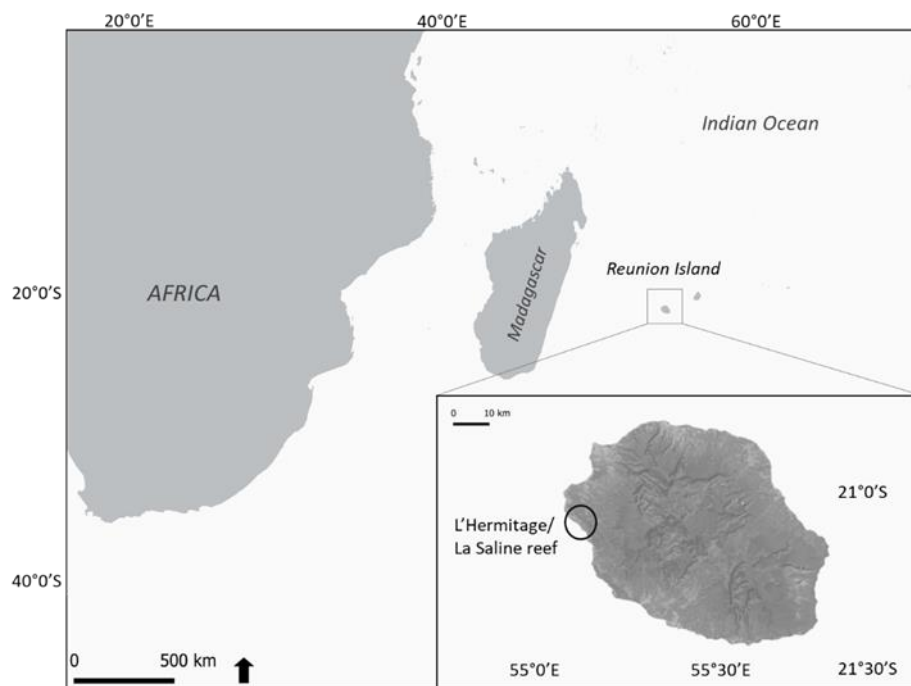 20°0’E
40°0’E
60°0’E
Indian Ocean
Madagascar
Reunion Island
20°0’S
AFRICA
0 10 km
21°0’S
L’Hermitage/
La Saline reef
40°0’S
0 500 km
55°0’E
55°30’E
21°30’S